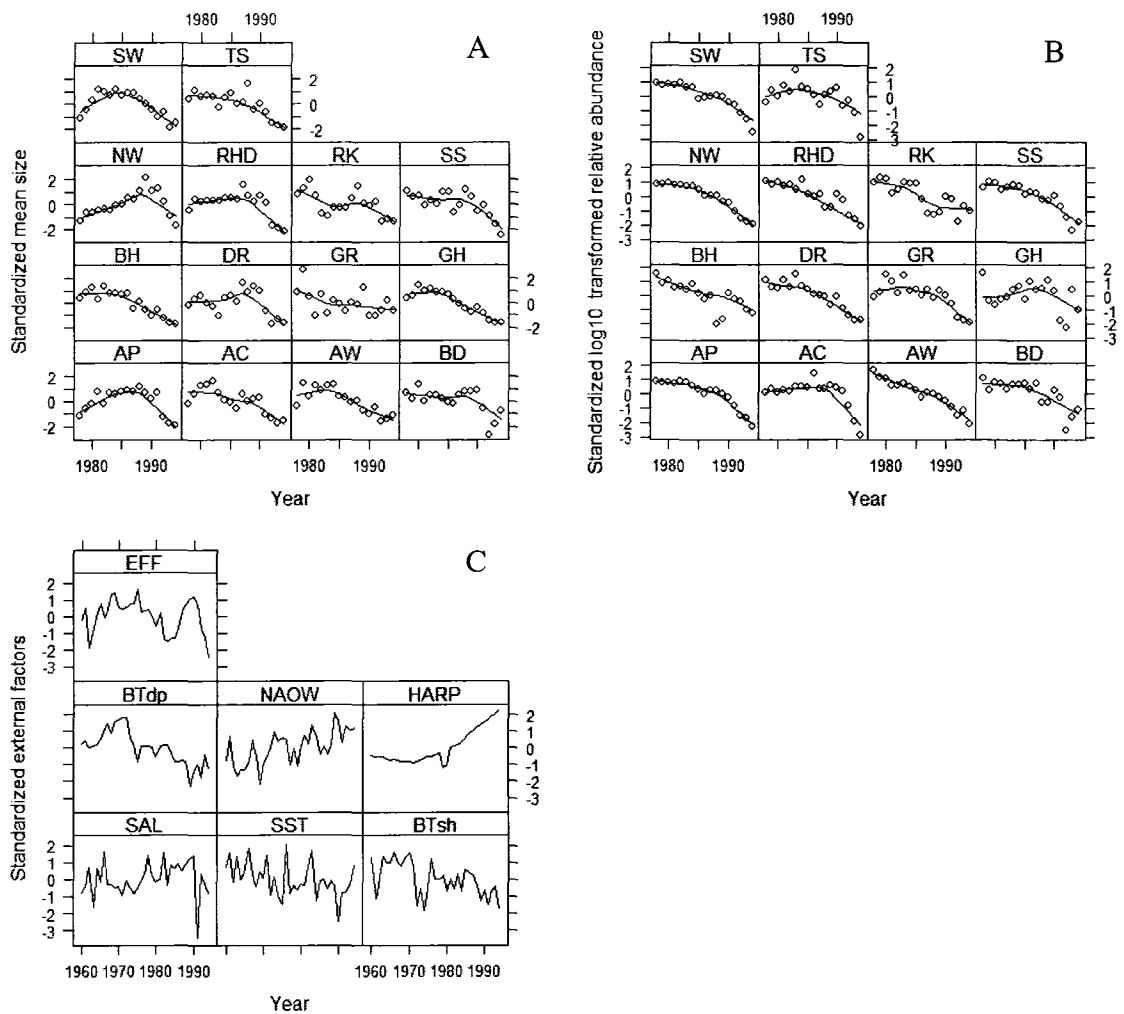 1980 1990
A
SW TS
2
0
-2
NW RHD RK SS
2
0
-2
2
0
-2
BH DR GR GH
2
0
-2
AP AC AW BD
2
0
-2
1980 1990 1980 1990
Year
Standardized mean size
1980 1990
B
SW TS
2
1
0
-1
-2
-3
NW RHD RK SS
2
1
0
-1
-2
-3
BH DR GR GH
2
1
0
-1
-2
-3
AP AC AW BD
2
1
0
-1
-2
-3
1980 1990 1980 1990
Year
Standardized log10 transformed relative abundance
C
EFF
2
1
0
-1
-2
-3
BTdp NAOW HARP
2
1
0
-1
-2
-3
SAL SST BTsh
2
1
0
-1
-2
-3
1960 1970 1980 1990 1960 1970 1980 1990
Year
Standardized external factors